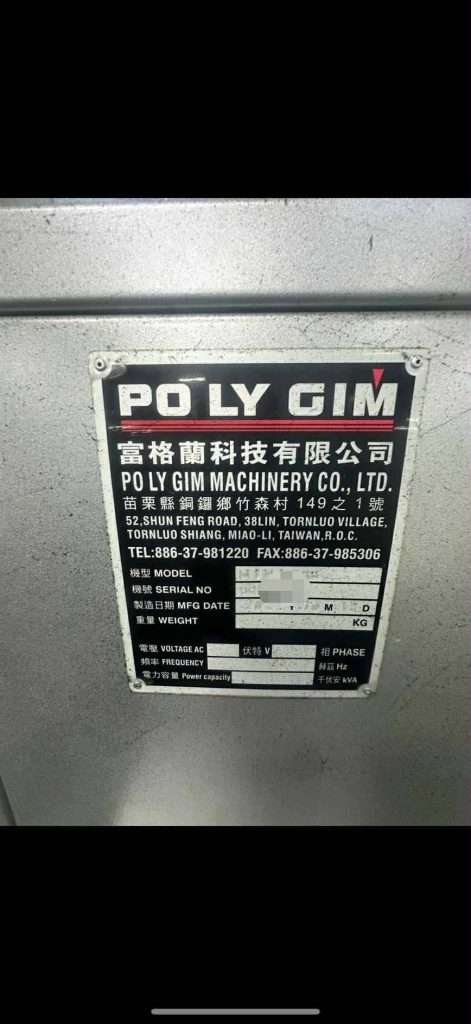 PO LY GIM
富格蘭科技有限公司
PO LY GIM MACHINERY CO., LTD.
苗栗縣銅鑼鄉竹森村149之1號
52,SHUN FENG ROAD, 38LIN, TORNLUO VILLAGE,
TORNLUO SHIANG, MIAO-LI, TAIWAN,R.O.C.
TEL:886-37-981220 FAX:886-37-985306
機型 MODEL
機號 SERIAL NO
製造日期 MFG DATE Y M D
重量 WEIGHT KG
電壓 VOLTAGE AC 伏特 V 相 PHASE
頻率 FREQUENCY 赫茲 Hz
電力容量 Power capacity 千伏安 kVA